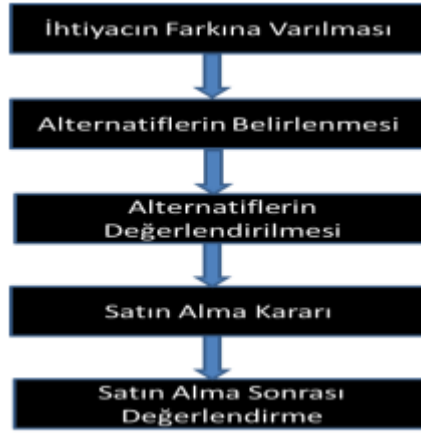 İhtiyacın Farkına Varılması
Alternatiflerin Belirlenmesi
Alternatiflerin
Değerlendirilmesi
Satın Alma Kararı
Satın Alma Sonrası
Değerlendirme